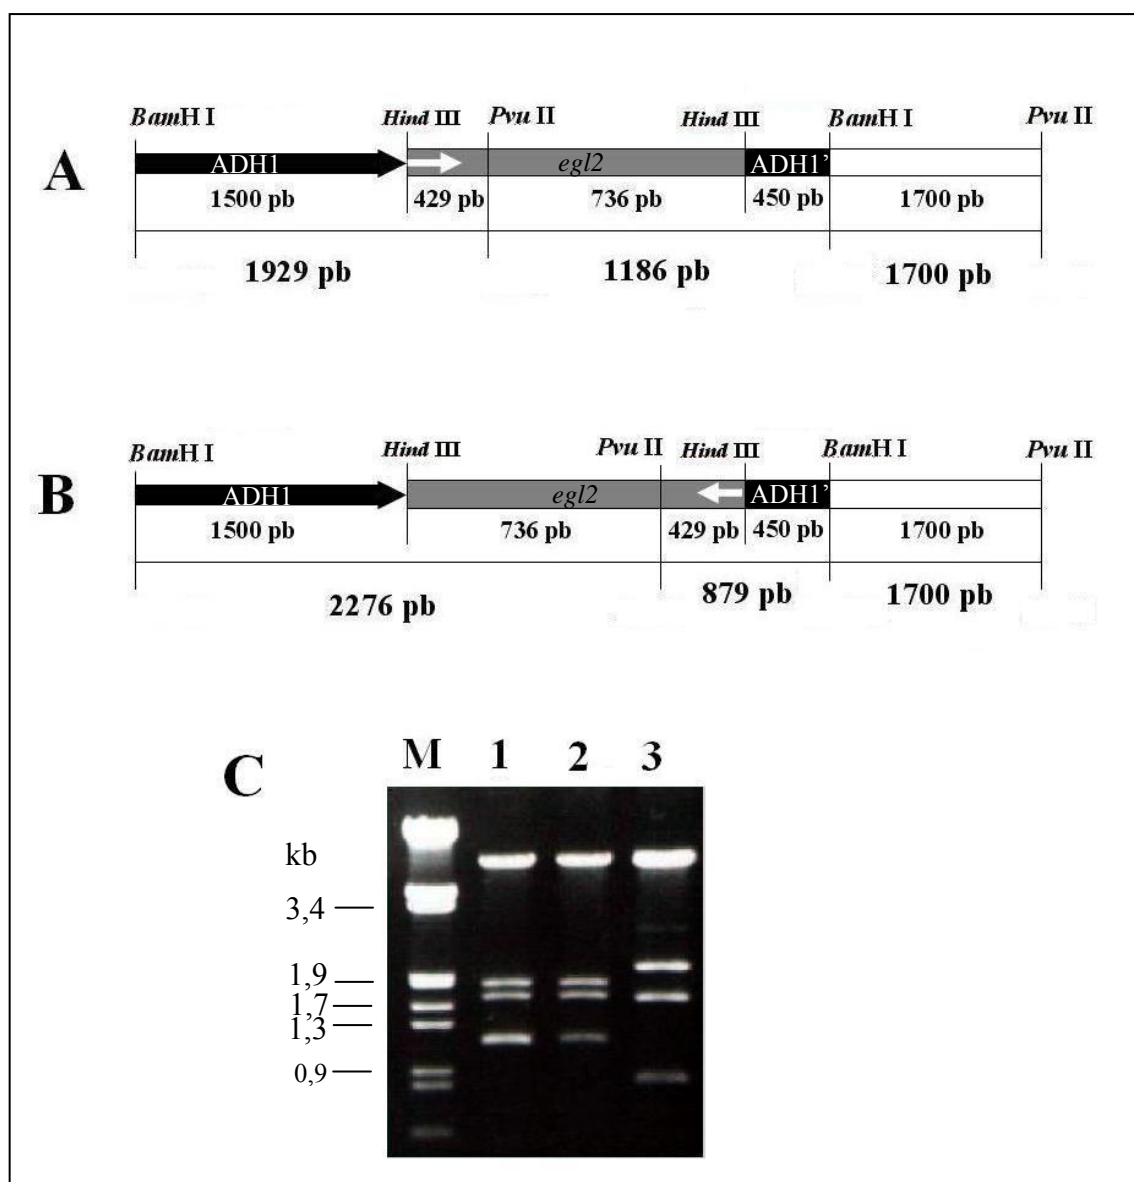 BamH I Hind III Pvu II Hind III BamH I Pvu II
A
ADH1 egl2 ADH1’
1500 pb 429 pb 736 pb 450 pb 1700 pb
1929 pb 1186 pb 1700 pb
BamH I Hind III Pvu II Hind III BamH I Pvu II
B
ADH1 egl2 ADH1’
1500 pb 736 pb 429 pb 450 pb 1700 pb
2276 pb 879 pb 1700 pb
C
M 1 2 3
kb
3,4
1,9
1,7
1,3
0,9